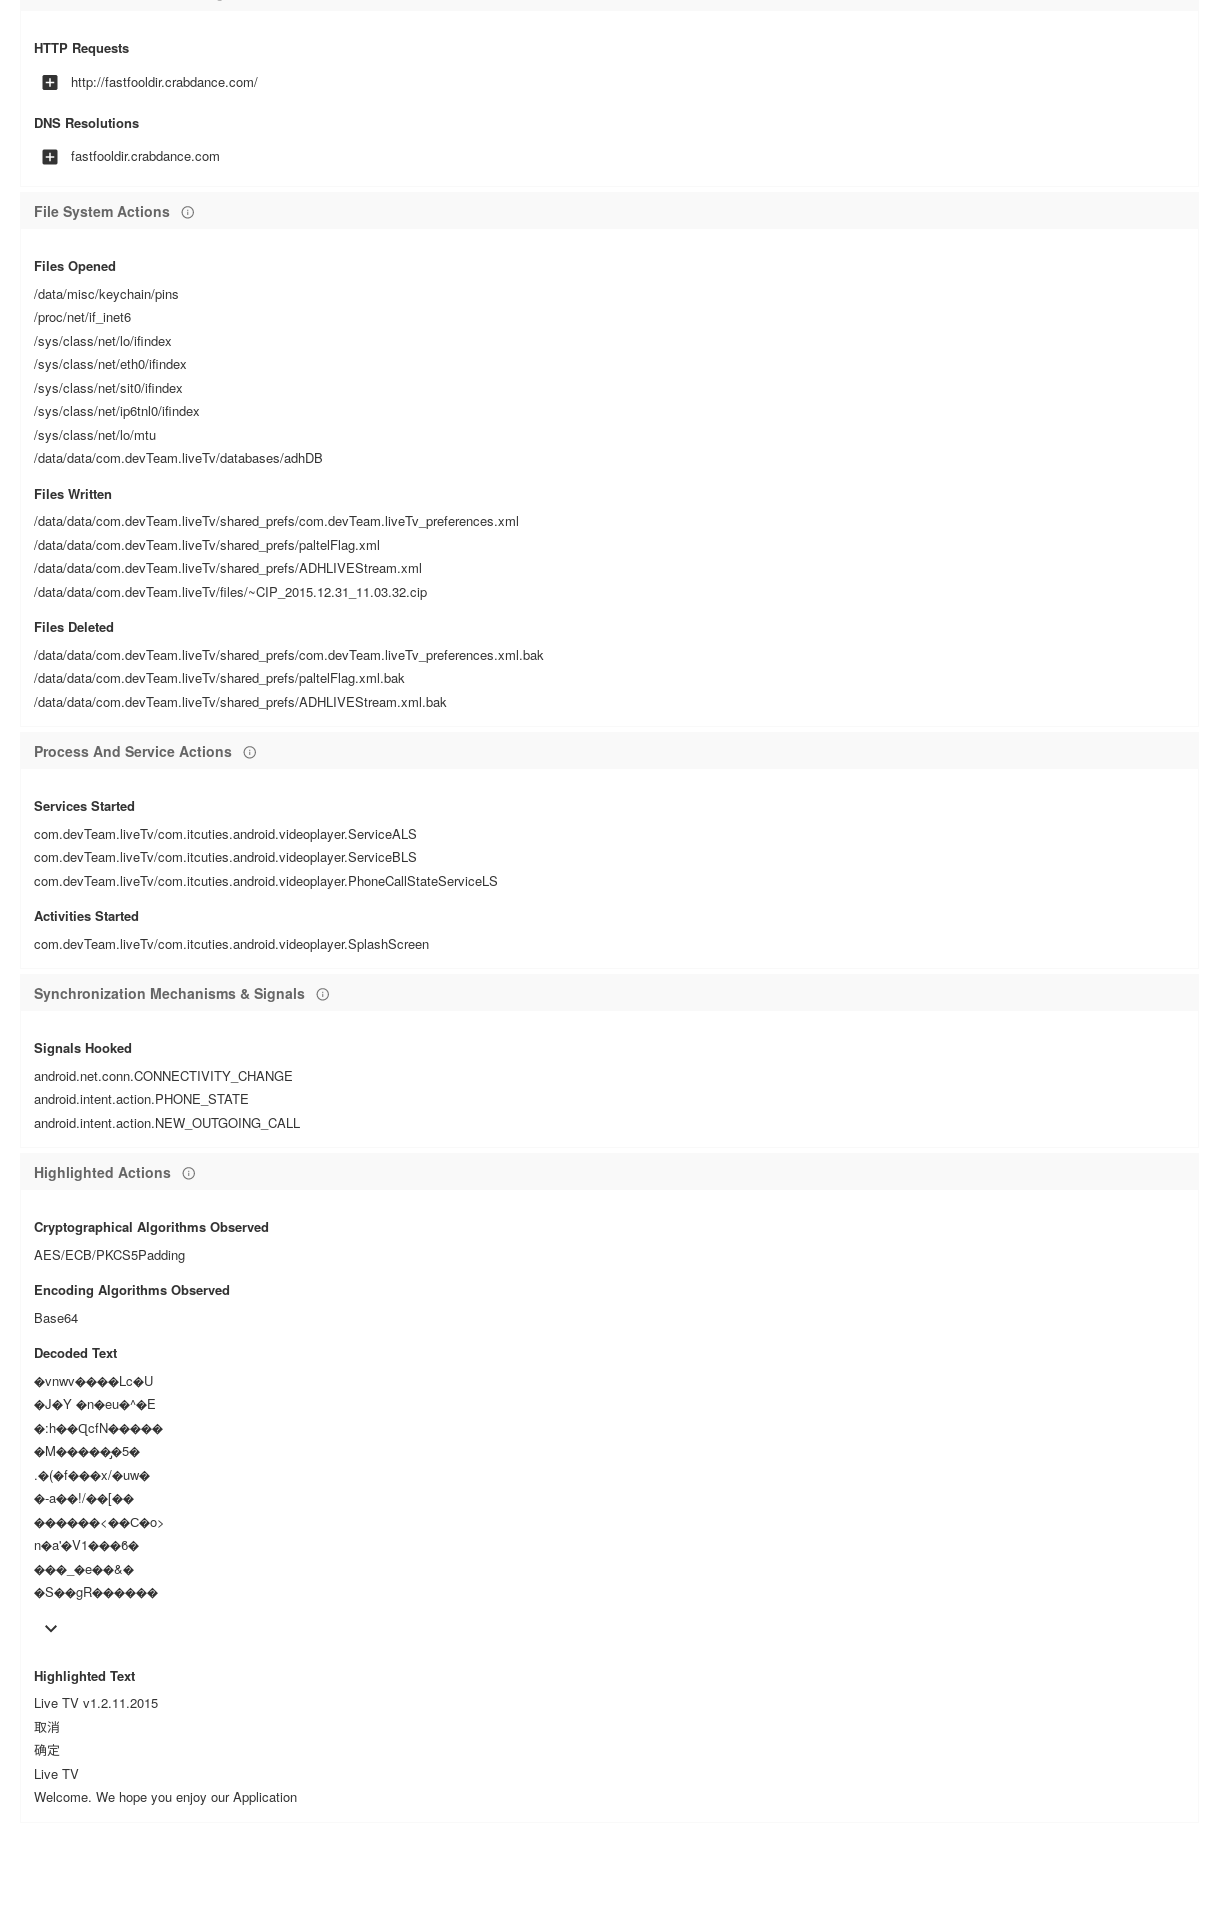 HTTP Requests
http://fastfooldir.crabdance.com/
DNS Resolutions
fastfooldir.crabdance.com
File System Actions
Files Opened
/data/misc/keychain/pins
/proc/net/if_inet6
/sys/class/net/lo/ifindex
/sys/class/net/eth0/ifindex
/sys/class/net/sit0/ifindex
/sys/class/net/ip6tnl0/ifindex
/sys/class/net/lo/mtu
/data/data/com.devTeam.liveTv/databases/adhDB
Files Written
/data/data/com.devTeam.liveTv/shared_prefs/com.devTeam.liveTv_preferences.xml
/data/data/com.devTeam.liveTv/shared_prefs/paltelFlag.xml
/data/data/com.devTeam.liveTv/shared_prefs/ADHLIVEStream.xml
/data/data/com.devTeam.liveTv/files/~CIP_2015.12.31_11.03.32.cip
Files Deleted
/data/data/com.devTeam.liveTv/shared_prefs/com.devTeam.liveTv_preferences.xml.bak
/data/data/com.devTeam.liveTv/shared_prefs/paltelFlag.xml.bak
/data/data/com.devTeam.liveTv/shared_prefs/ADHLIVEStream.xml.bak
Process And Service Actions
Services Started
com.devTeam.liveTv/com.itcuties.android.videoplayer.ServiceALS
com.devTeam.liveTv/com.itcuties.android.videoplayer.ServiceBLS
com.devTeam.liveTv/com.itcuties.android.videoplayer.PhoneCallStateServiceLS
Activities Started
com.devTeam.liveTv/com.itcuties.android.videoplayer.SplashScreen
Synchronization Mechanisms & Signals
Signals Hooked
android.net.conn.CONNECTIVITY_CHANGE
android.intent.action.PHONE_STATE
android.intent.action.NEW_OUTGOING_CALL
Highlighted Actions
Cryptographical Algorithms Observed
AES/ECB/PKCS5Padding
Encoding Algorithms Observed
Base64
Decoded Text
�vnwv����Lc�U
�J�Y �n�eu�^�E
�:h��ҀcfN�����
�M�����̡�5�
.�(�f���x/�uw�
�-a��!/��[��
������<��C�o>
n�a'�V1���6�
���_�e��&�
�S��gR������
Highlighted Text
Live TV v1.2.11.2015
取消
确定
Live TV
Welcome. We hope you enjoy our Application